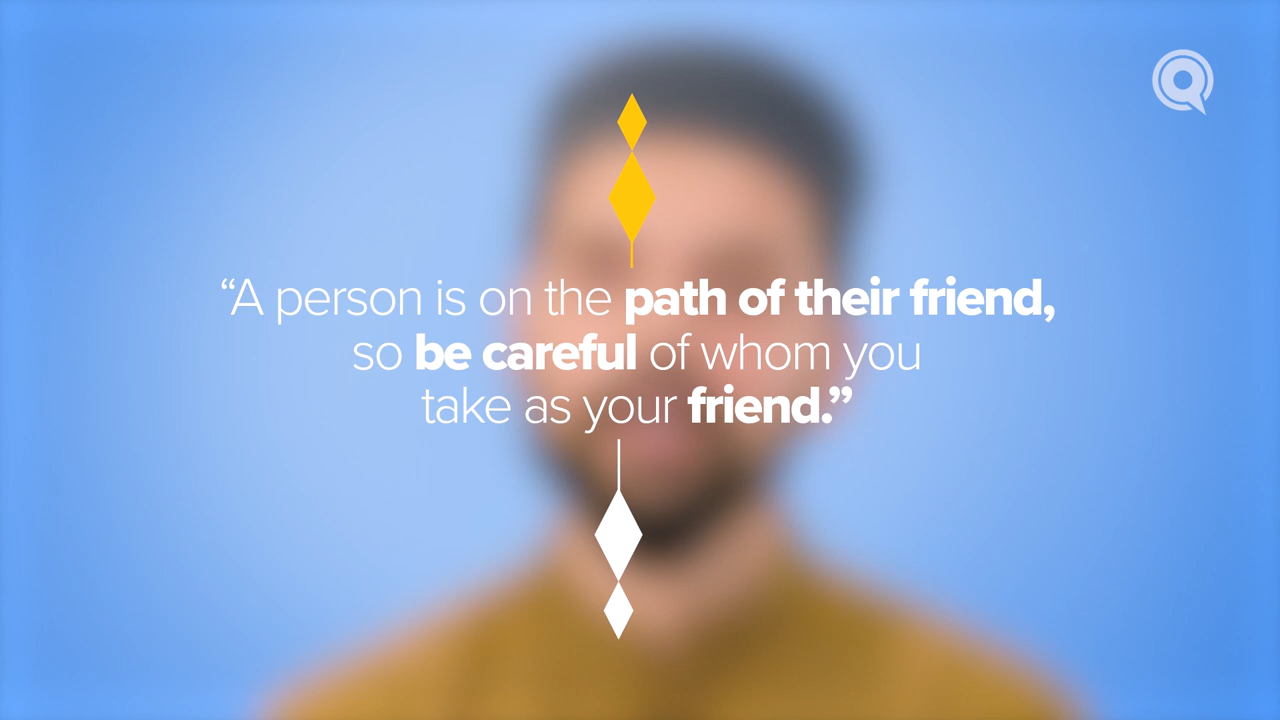 “A person is on the path of their friend,
so be careful of whom you
take as your friend.”